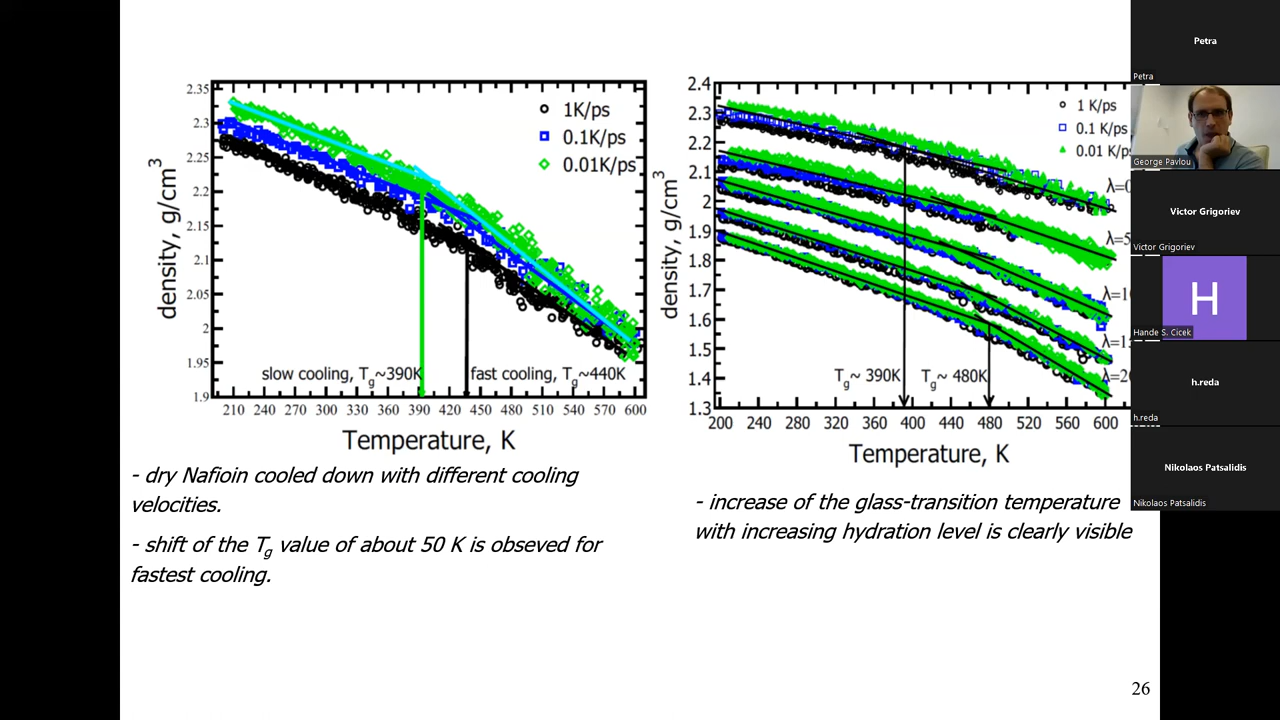 2.35
2.3
2.25
2.2
2.15
2.1
2.05
2
1.95
1.9
density, g/cm³
1K/ps
0.1K/ps
0.01K/ps
slow cooling, Tg~390K
fast cooling, Tg~440K
210 240 270 300 330 360 390 420 450 480 510 540 570 600
Temperature, K
- dry Nafioin cooled down with different cooling
velocities.
- shift of the Tg value of about 50 K is obseved for
fastest cooling.
2.4
2.3
2.2
2.1
2
1.9
1.8
1.7
1.6
1.5
1.4
1.3
density, g/cm³
1 K/ps
0.1 K/ps
0.01 K/ps
Tg~ 390K
Tg~ 480K
200 240 280 320 360 400 440 480 520 560 600
Temperature, K
- increase of the glass-transition temperature
with increasing hydration level is clearly visible
26
Petra
Petra
George Pavlou
Victor Grigoriev
Victor Grigoriev
H
Hande S. Cicek
h.reda
h.reda
Nikolaos Patsalidis
Nikolaos Patsalidis